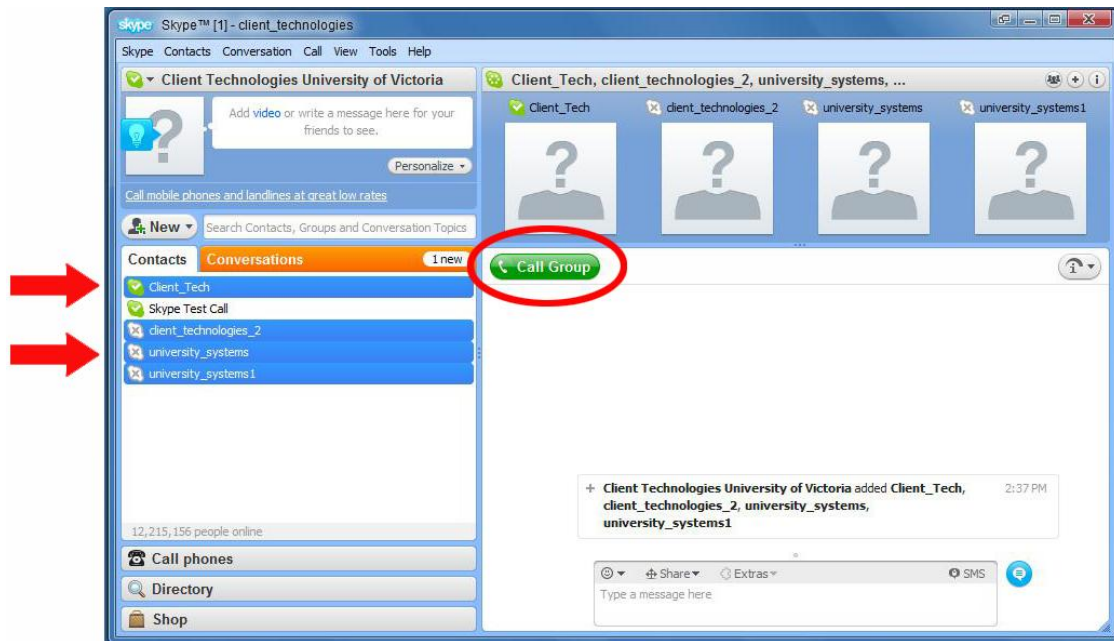 skype Skype™ [1] - client_technologies
Skype Contacts Conversation Call View Tools Help
Client Technologies University of Victoria
Add video or write a message here for your
friends to see.
Personalize
Call mobile phones and landlines at great low rates
New
Search Contacts, Groups and Conversation Topics
Contacts
Conversations
1 new
Client_Tech
Skype Test Call
client_technologies_2
university_systems
university_systems1
12,215,156 people online
Call phones
Directory
Shop
Client_Tech, client_technologies_2, university_systems, ...
Client_Tech
client_technologies_2
university_systems
university_systems1
? ? ? ?
Call Group
+ Client Technologies University of Victoria added Client_Tech, 2:37 PM
client_technologies_2, university_systems,
university_systems1
Share Extras SMS
Type a message here